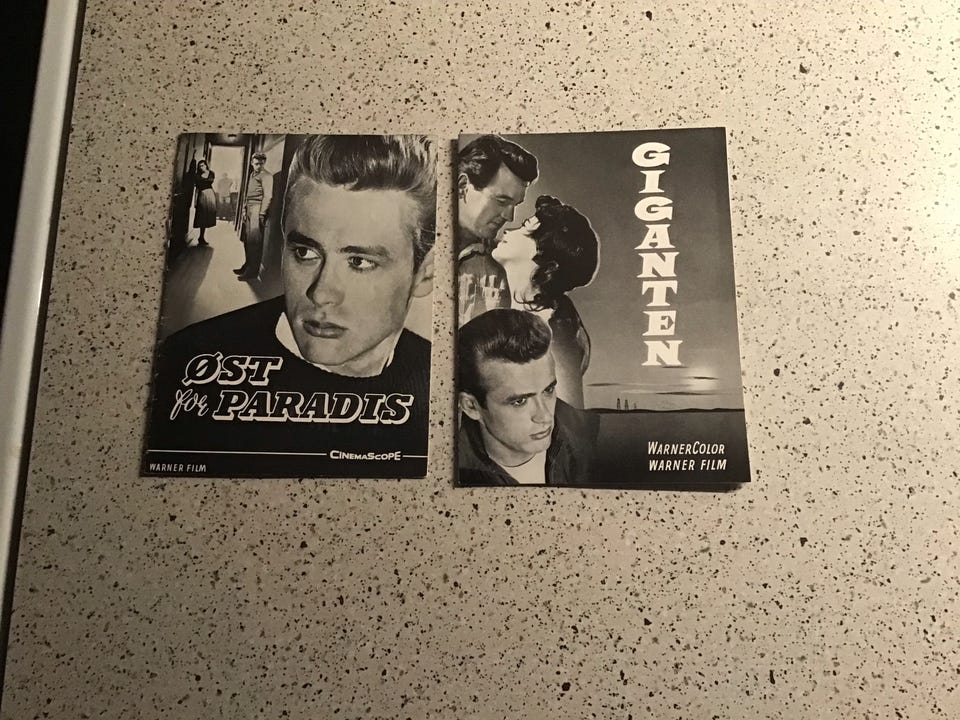 ØST
for PARADIS
CINEMASCOPE
WARNER FILM
GIGANTEN
WARNERCOLOR
WARNER FILM